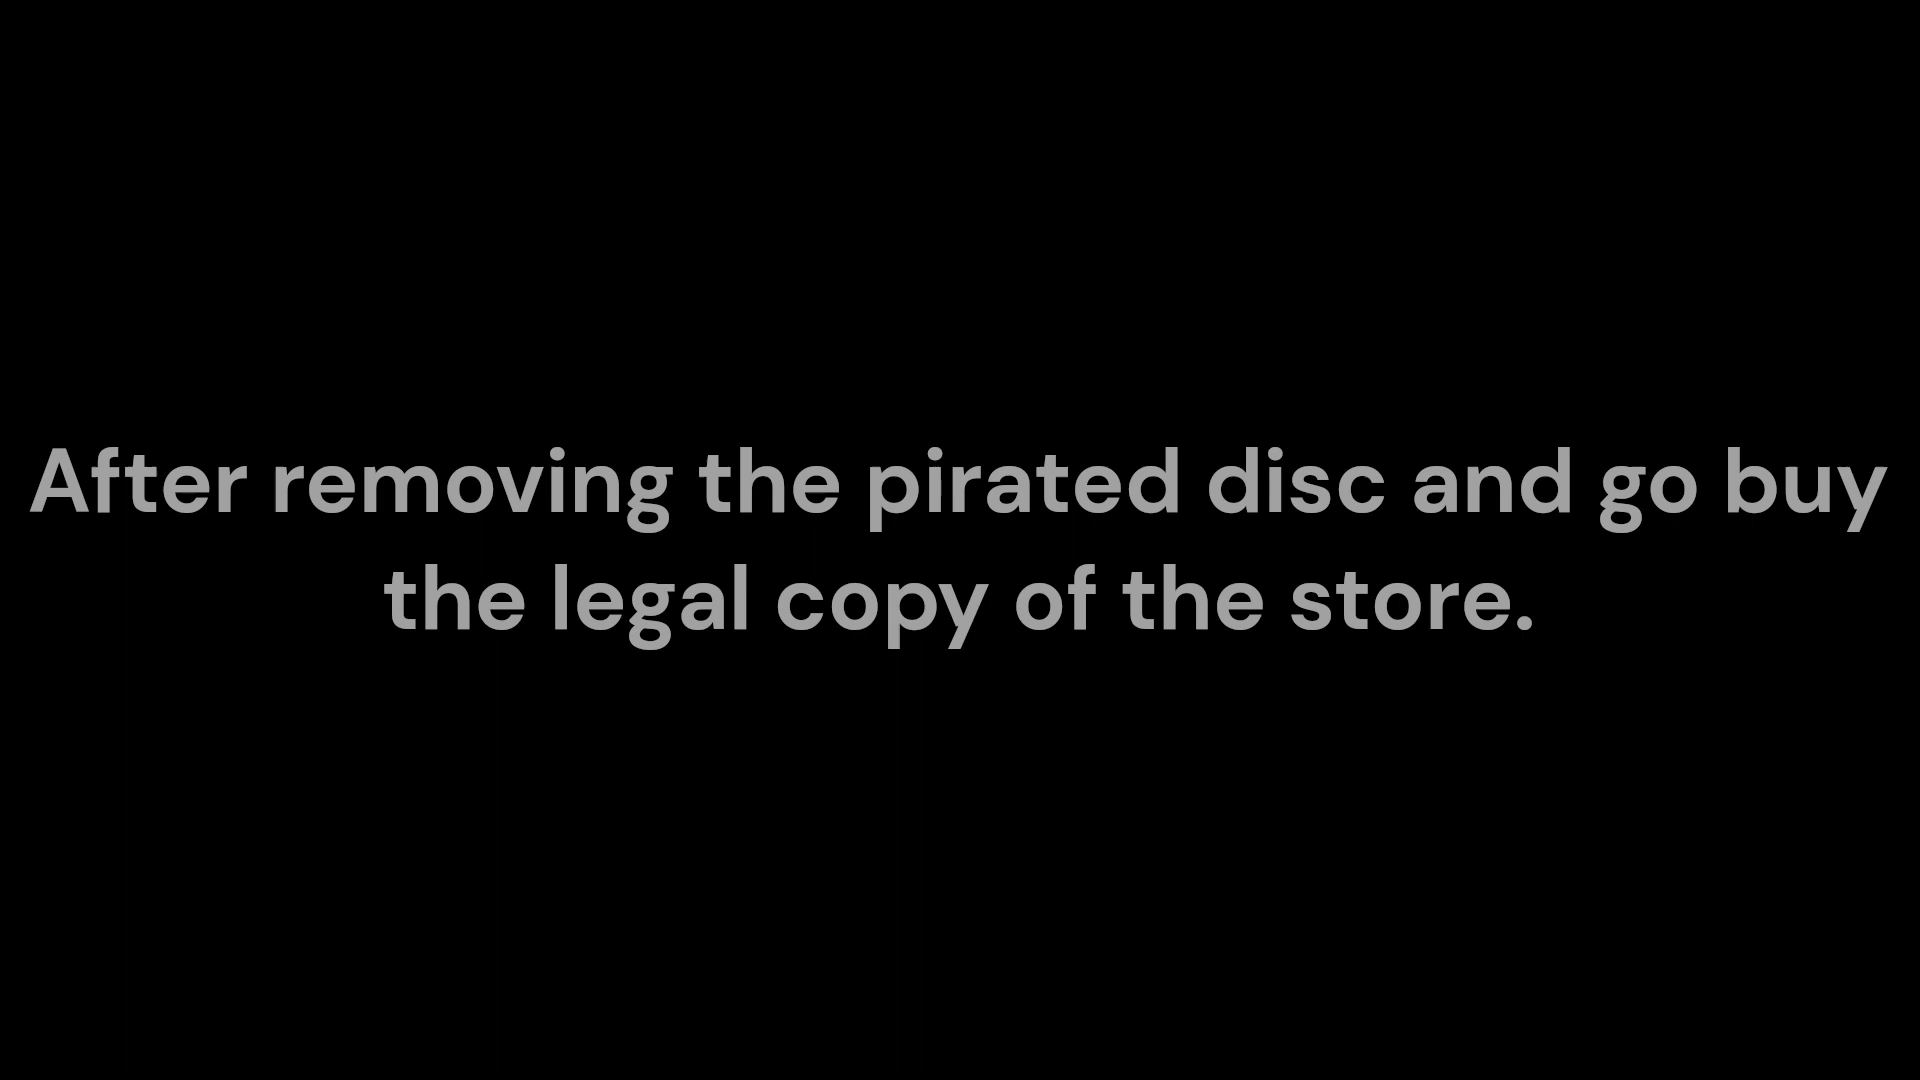 After removing the pirated disc and go buy
the legal copy of the store.